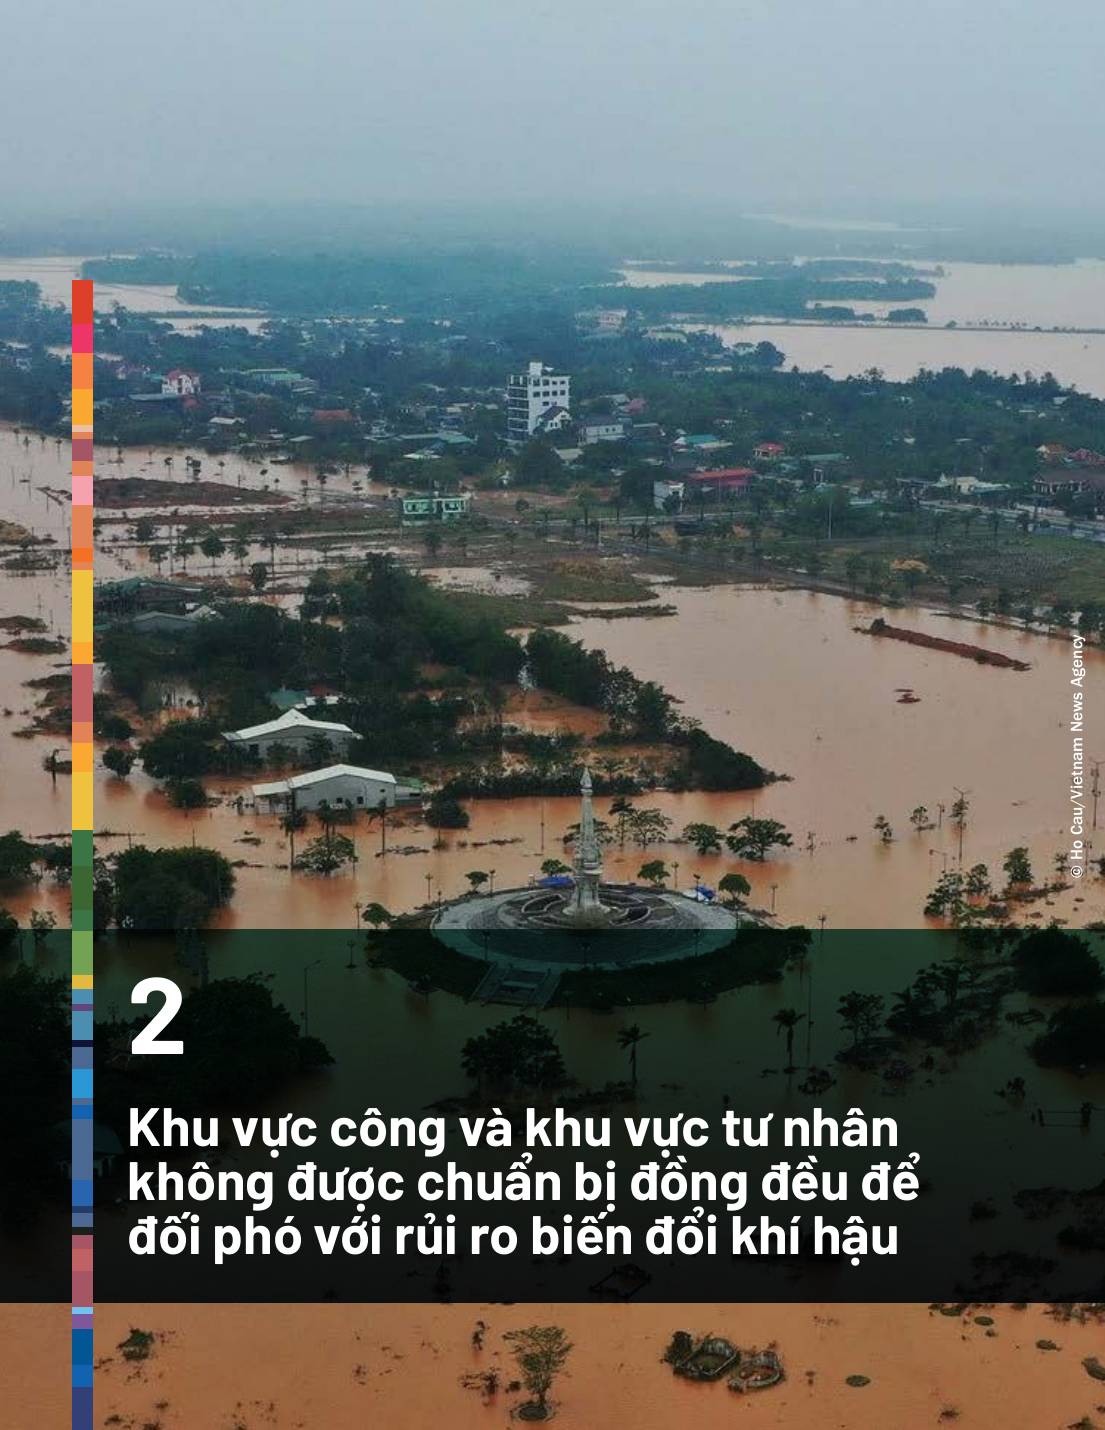 2
Khu vực công và khu vực tư nhân
không được chuẩn bị đồng đều để
đối phó với rủi ro biến đổi khí hậu
© Ho Cau/Vietnam News Agency